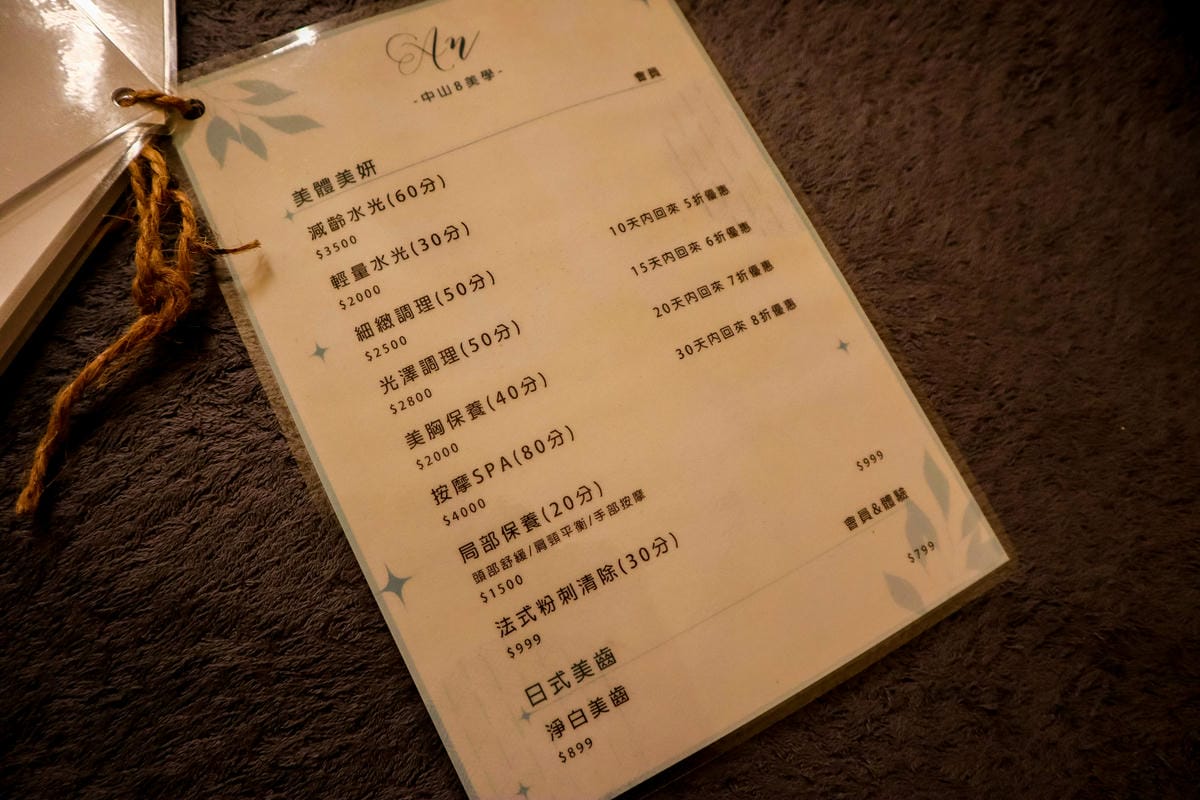 An
-中山8美學-
美體美妍 會員
減齡水光(60分)
$3500
輕量水光(30分) 10天內回來 5折優惠
$2000
細緻調理(50分) 15天內回來 6折優惠
$2500
光澤調理(50分) 20天內回來 7折優惠
$2800
美胸保養(40分) 30天內回來 8折優惠
$2000
按摩SPA(80分)
$4000
局部保養(20分)
頭部舒緩/肩頸平衡/手部按摩
$1500 $999
法式粉刺清除(30分)
$999
日式美齒 會員&體驗
淨白美齒
$899 $799